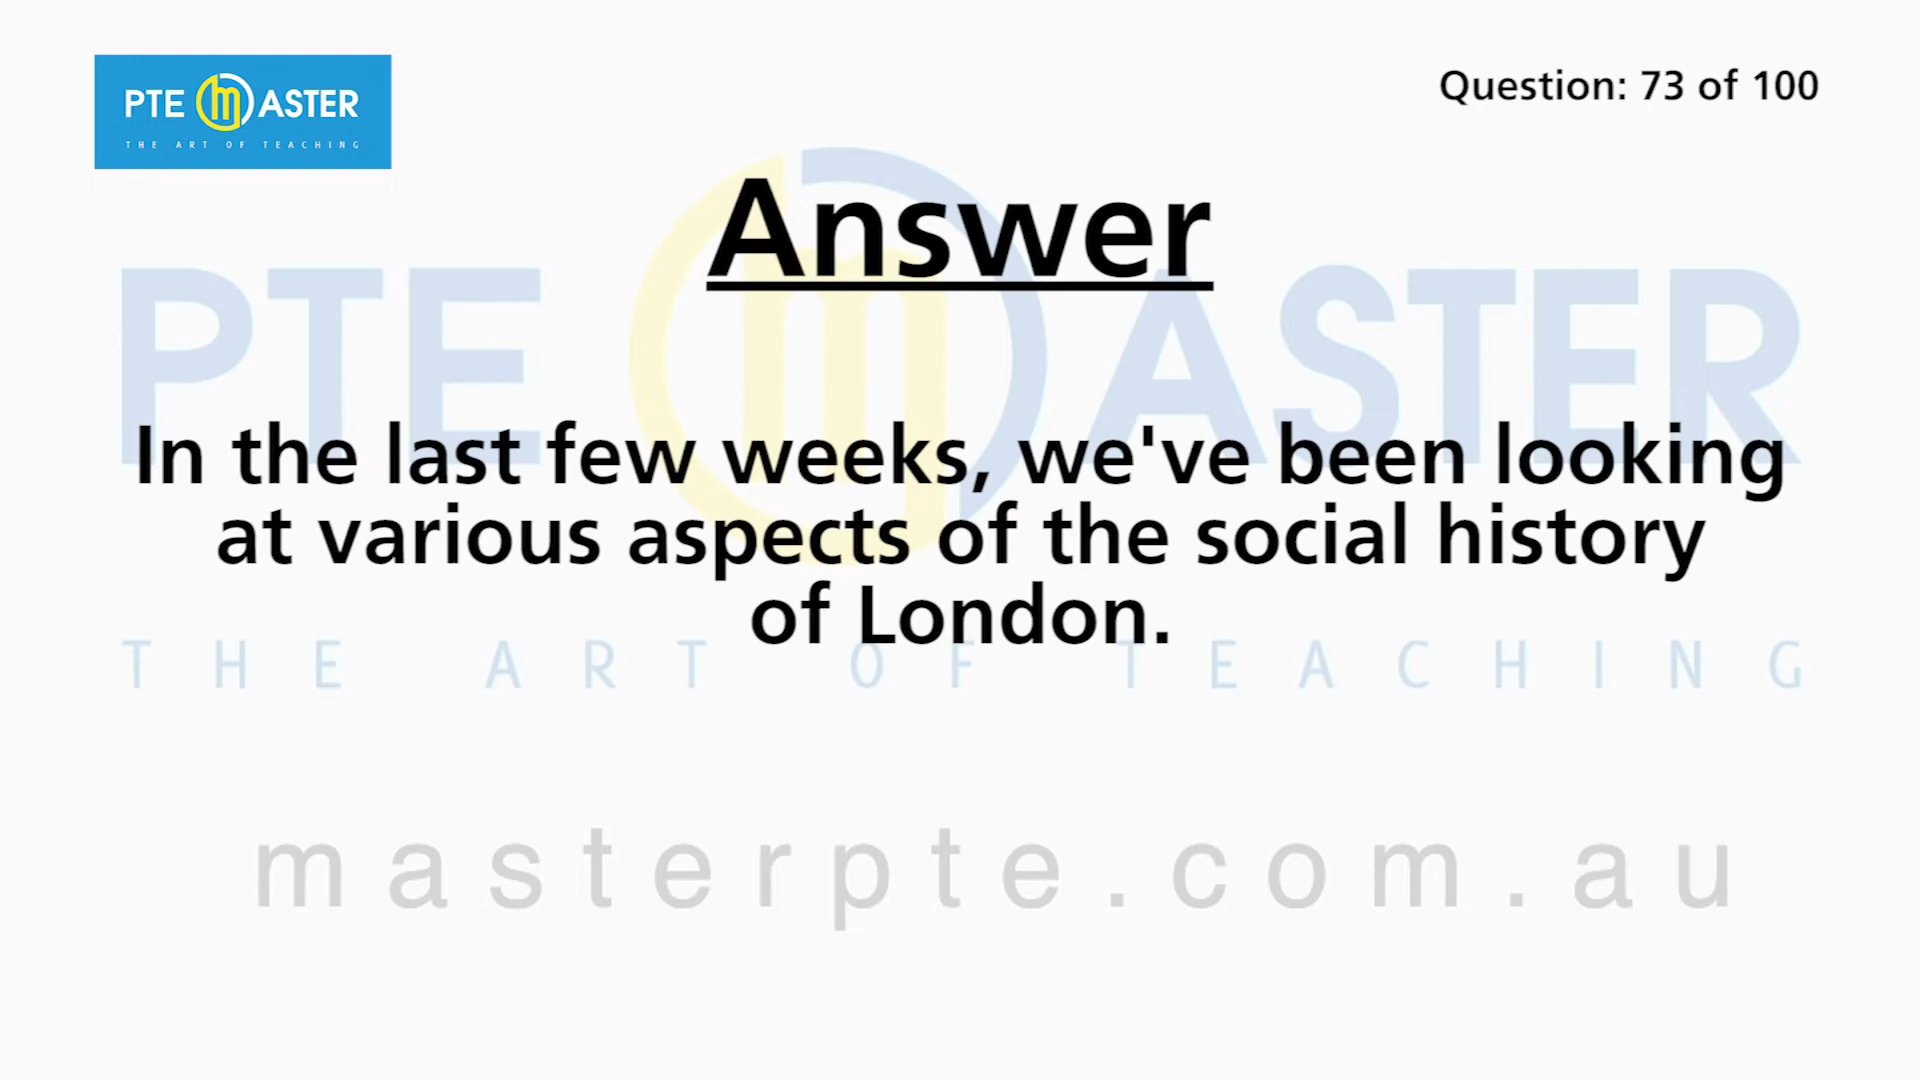 PTE MASTER
THE ART OF TEACHING
Question: 73 of 100
Answer
PTE MASTER
In the last few weeks, we've been looking
at various aspects of the social history
of London.
THE ART OF TEACHING
masterpte.com.au